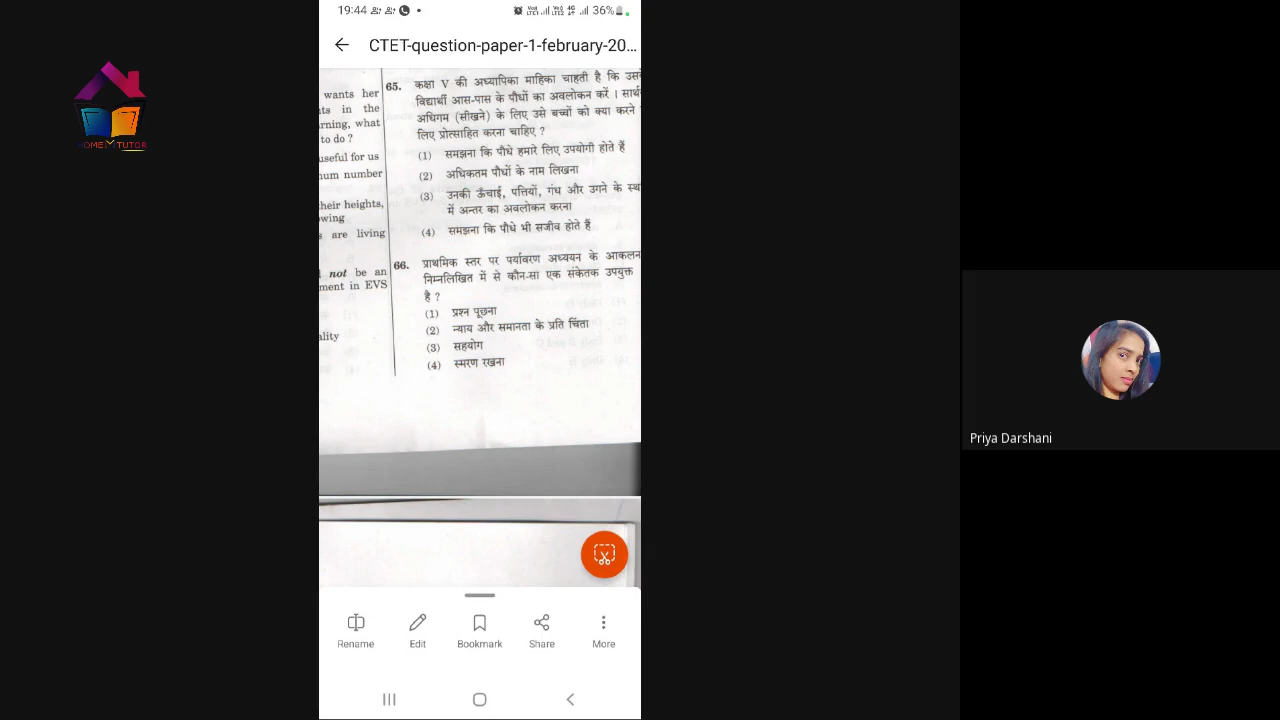 19:44
36%
CTET-question-paper-1-february-20...
wants her
ts in the
rning, what
to do ?
useful for us
num number
heir heights,
wing
s are living
not be an
ment in EVS
ality
65. कक्षा V की अध्यापिका माहिका चाहती है कि उस
विद्यार्थी आस-पास के पौधों का अवलोकन करें । सार्थ
अधिगम (सीखने) के लिए उसे बच्चों को क्या करने
लिए प्रोत्साहित करना चाहिए ?
(1) समझना कि पौधे हमारे लिए उपयोगी होते हैं
(2) अधिकतम पौधों के नाम लिखना
(3) उनकी ऊँचाई, पत्तियों, गंध और उगने के स्था
में अन्तर का अवलोकन करना
(4) समझना कि पौधे भी सजीव होते हैं
66. प्राथमिक स्तर पर पर्यावरण अध्ययन के आकलन
निम्नलिखित में से कौन-सा एक संकेतक उपयुक्त
है ?
(1) प्रश्न पूछना
(2) न्याय और समानता के प्रति चिंता
(3) सहयोग
(4) स्मरण रखना
Rename Edit Bookmark Share More
HOME TUTOR
Priya Darshani